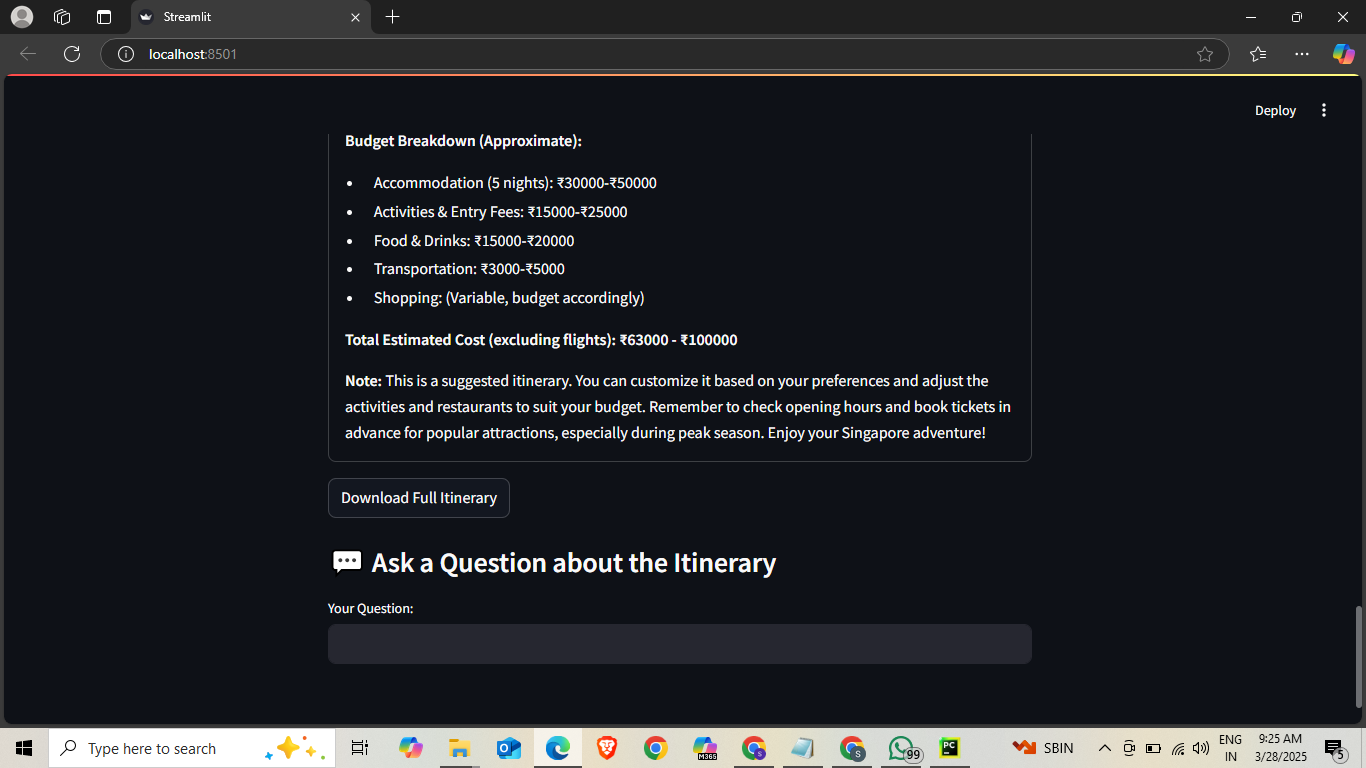 Streamlit
localhost:8501
Deploy
Budget Breakdown (Approximate):
• Accommodation (5 nights): ₹30000-₹50000
• Activities & Entry Fees: ₹15000-₹25000
• Food & Drinks: ₹15000-₹20000
• Transportation: ₹3000-₹5000
• Shopping: (Variable, budget accordingly)
Total Estimated Cost (excluding flights): ₹63000 - ₹100000
Note: This is a suggested itinerary. You can customize it based on your preferences and adjust the
activities and restaurants to suit your budget. Remember to check opening hours and book tickets in
advance for popular attractions, especially during peak season. Enjoy your Singapore adventure!
Download Full Itinerary
Ask a Question about the Itinerary
Your Question:
Type here to search
M365
S
S
99
PC
SBIN
ENG
IN
9:25 AM
3/28/2025
5